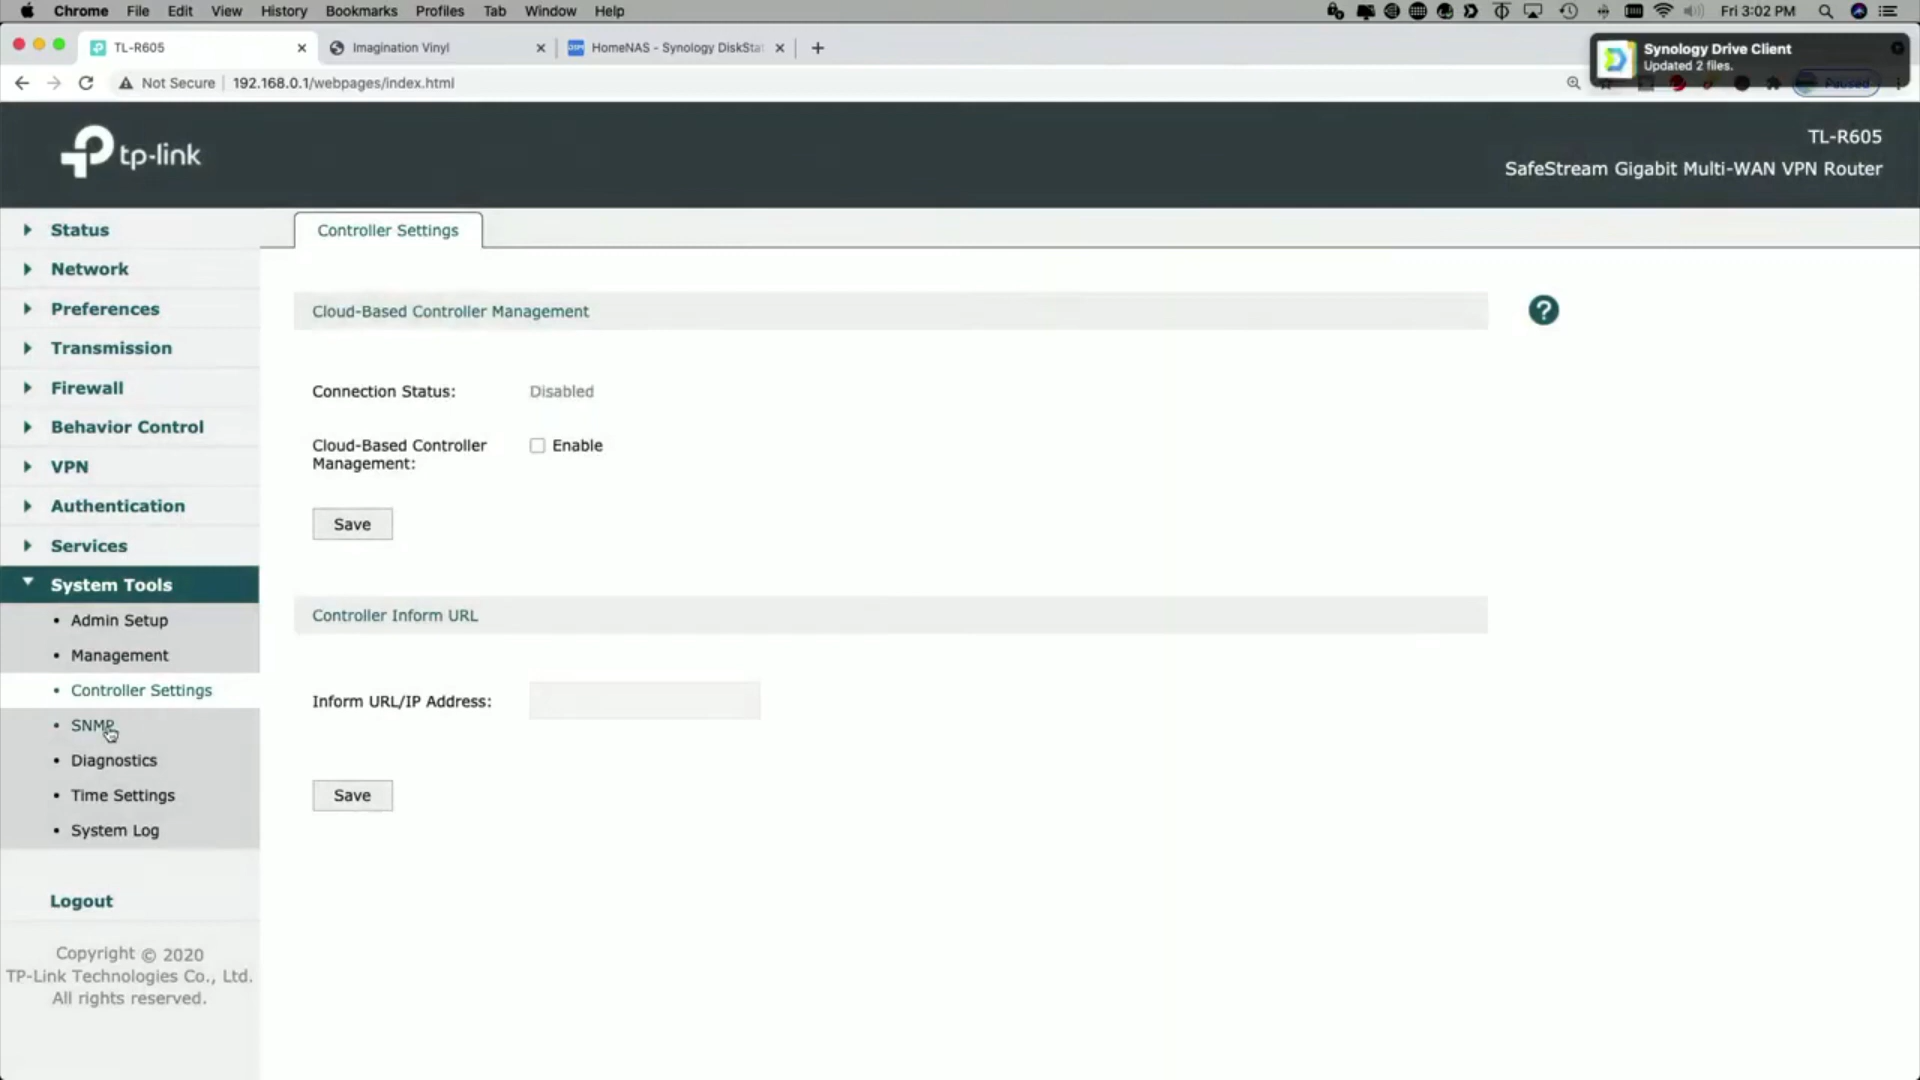 Chrome File Edit View History Bookmarks Profiles Tab Window Help
Fri 3:02 PM
TL-R605
Imagination Vinyl
HomeNAS - Synology DiskStat
Synology Drive Client
Updated 2 files.
Not Secure
192.168.0.1/webpages/index.html
Paused
tp-link
TL-R605
SafeStream Gigabit Multi-WAN VPN Router
Status
Network
Preferences
Transmission
Firewall
Behavior Control
VPN
Authentication
Services
System Tools
Admin Setup
Management
Controller Settings
SNMP
Diagnostics
Time Settings
System Log
Logout
Copyright © 2020
TP-Link Technologies Co., Ltd.
All rights reserved.
Controller Settings
Cloud-Based Controller Management
?
Connection Status: Disabled
Cloud-Based Controller
Management:
Enable
Save
Controller Inform URL
Inform URL/IP Address:
Save